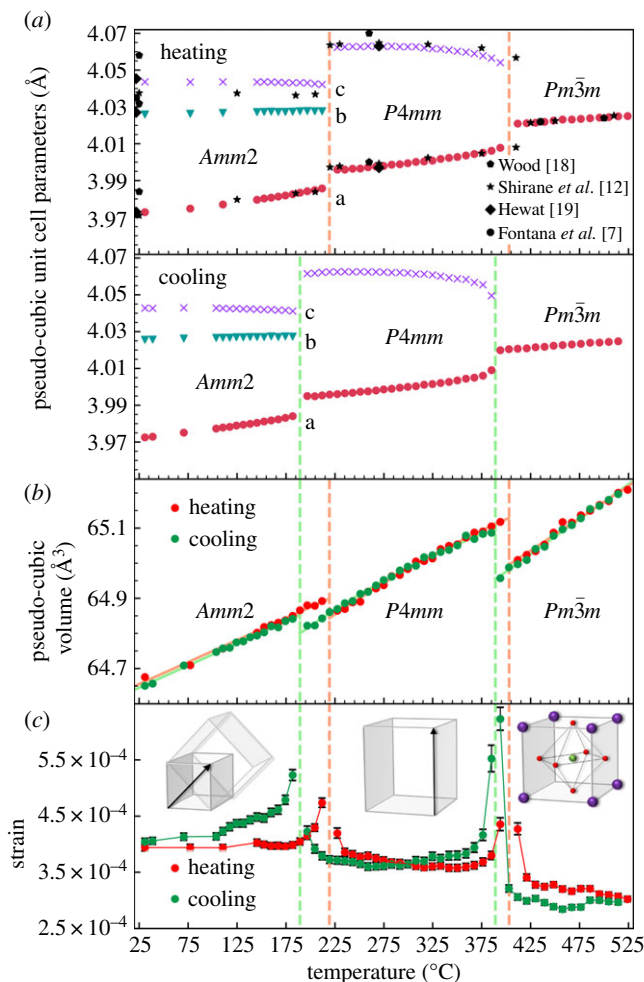 (a)
4.07
4.05
4.03
3.99
3.97
heating
c
b
a
Amm2
P4mm
Pm3̄m
Wood [18]
Shirane et al. [12]
Hewat [19]
Fontana et al. [7]
pseudo-cubic unit cell parameters (Å)
4.07
4.05
4.03
3.99
3.97
cooling
c
b
a
Amm2
P4mm
Pm3̄m
(b)
heating
cooling
65.1
64.9
64.7
pseudo-cubic
volume (Å³)
Amm2
P4mm
Pm3̄m
(c)
5.5 × 10⁻⁴
4.5 × 10⁻⁴
3.5 × 10⁻⁴
2.5 × 10⁻⁴
strain
heating
cooling
25 75 125 175 225 275 325 375 425 475 525
temperature (°C)